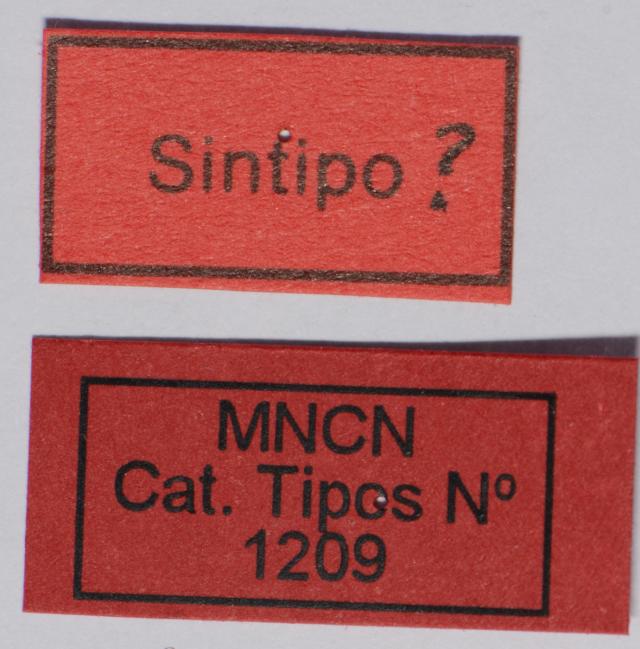 Sintipo ?
MNCN
Cat. Tipos Nº
1209